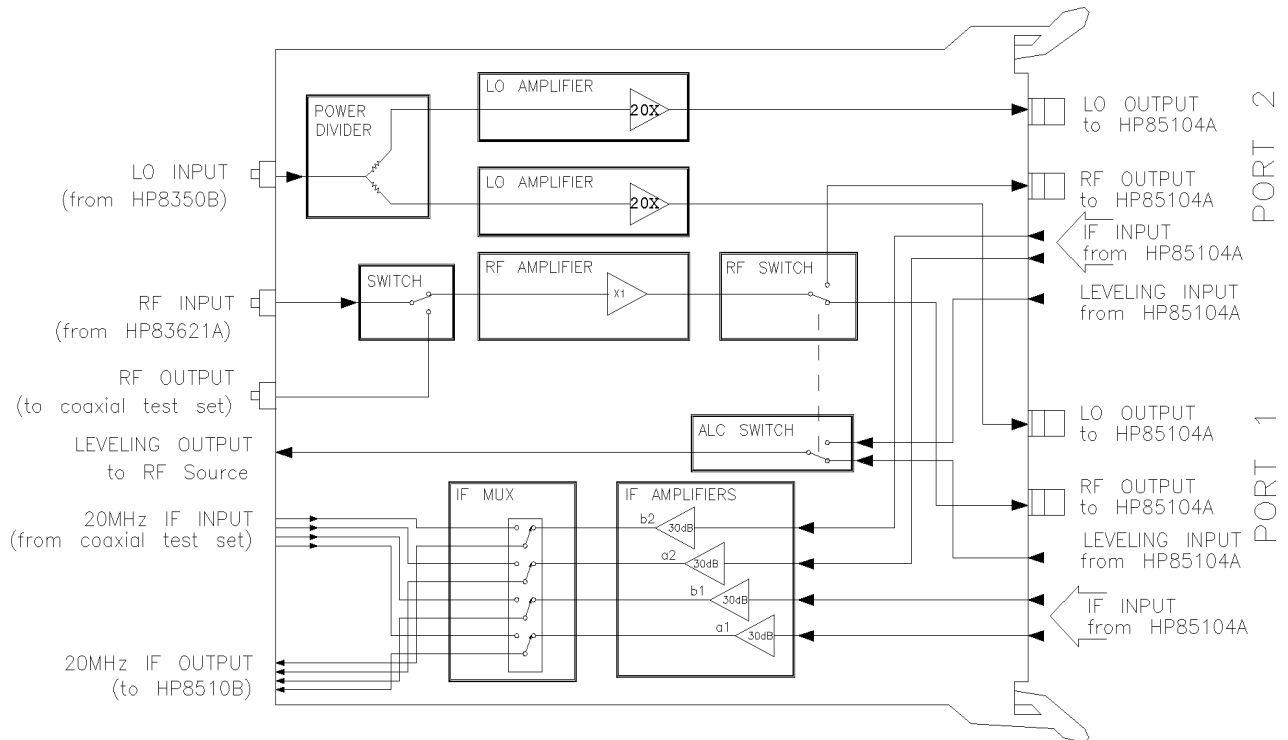 LO INPUT
(from HP8350B)
RF INPUT
(from HP83621A)
RF OUTPUT
(to coaxial test set)
LEVELING OUTPUT
to RF Source
20MHz IF INPUT
(from coaxial test set)
20MHz IF OUTPUT
(to HP8510B)
POWER
DIVIDER
LO AMPLIFIER
20X
LO AMPLIFIER
20X
SWITCH
RF AMPLIFIER
X1
RF SWITCH
ALC SWITCH
IF MUX
IF AMPLIFIERS
b2
30dB
a2
30dB
b1
30dB
a1
30dB
LO OUTPUT
to HP85104A
RF OUTPUT
to HP85104A
IF INPUT
from HP85104A
LEVELING INPUT
from HP85104A
PORT 2
LO OUTPUT
to HP85104A
RF OUTPUT
to HP85104A
LEVELING INPUT
from HP85104A
IF INPUT
from HP85104A
PORT 1